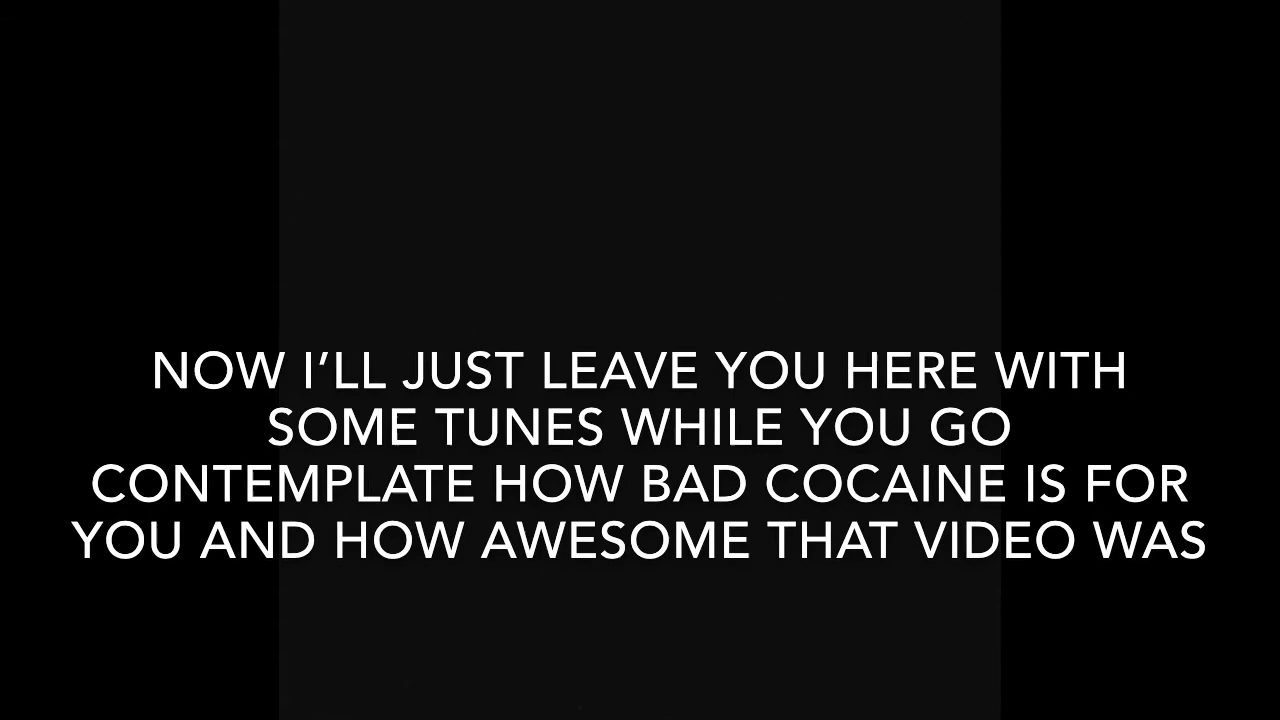 NOW I’LL JUST LEAVE YOU HERE WITH
SOME TUNES WHILE YOU GO
CONTEMPLATE HOW BAD COCAINE IS FOR
YOU AND HOW AWESOME THAT VIDEO WAS